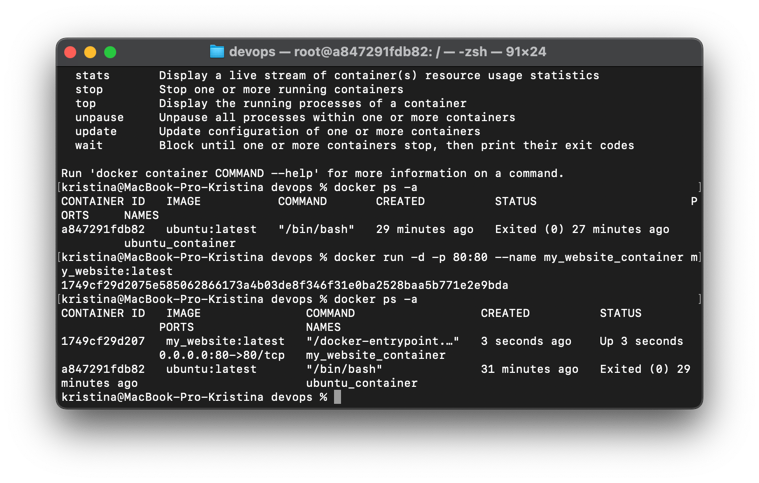 devops — root@a847291fdb82: / — -zsh — 91×24
stats Display a live stream of container(s) resource usage statistics
stop Stop one or more running containers
top Display the running processes of a container
unpause Unpause all processes within one or more containers
update Update configuration of one or more containers
wait Block until one or more containers stop, then print their exit codes
Run 'docker container COMMAND --help' for more information on a command.
[kristina@MacBook-Pro-Kristina devops % docker ps -a ]
CONTAINER ID IMAGE COMMAND CREATED STATUS P
ORTS NAMES
a847291fdb82 ubuntu:latest "/bin/bash" 29 minutes ago Exited (0) 27 minutes ago
ubuntu_container
[kristina@MacBook-Pro-Kristina devops % docker run -d -p 80:80 --name my_website_container m]
y_website:latest
1749cf29d2075e585062866173a4b03de8f346f31e0ba2528baa5b771e2e9bda
[kristina@MacBook-Pro-Kristina devops % docker ps -a ]
CONTAINER ID IMAGE COMMAND CREATED STATUS
PORTS NAMES
1749cf29d207 my_website:latest "/docker-entrypoint.…" 3 seconds ago Up 3 seconds
0.0.0.0:80->80/tcp my_website_container
a847291fdb82 ubuntu:latest "/bin/bash" 31 minutes ago Exited (0) 29
minutes ago ubuntu_container
kristina@MacBook-Pro-Kristina devops %